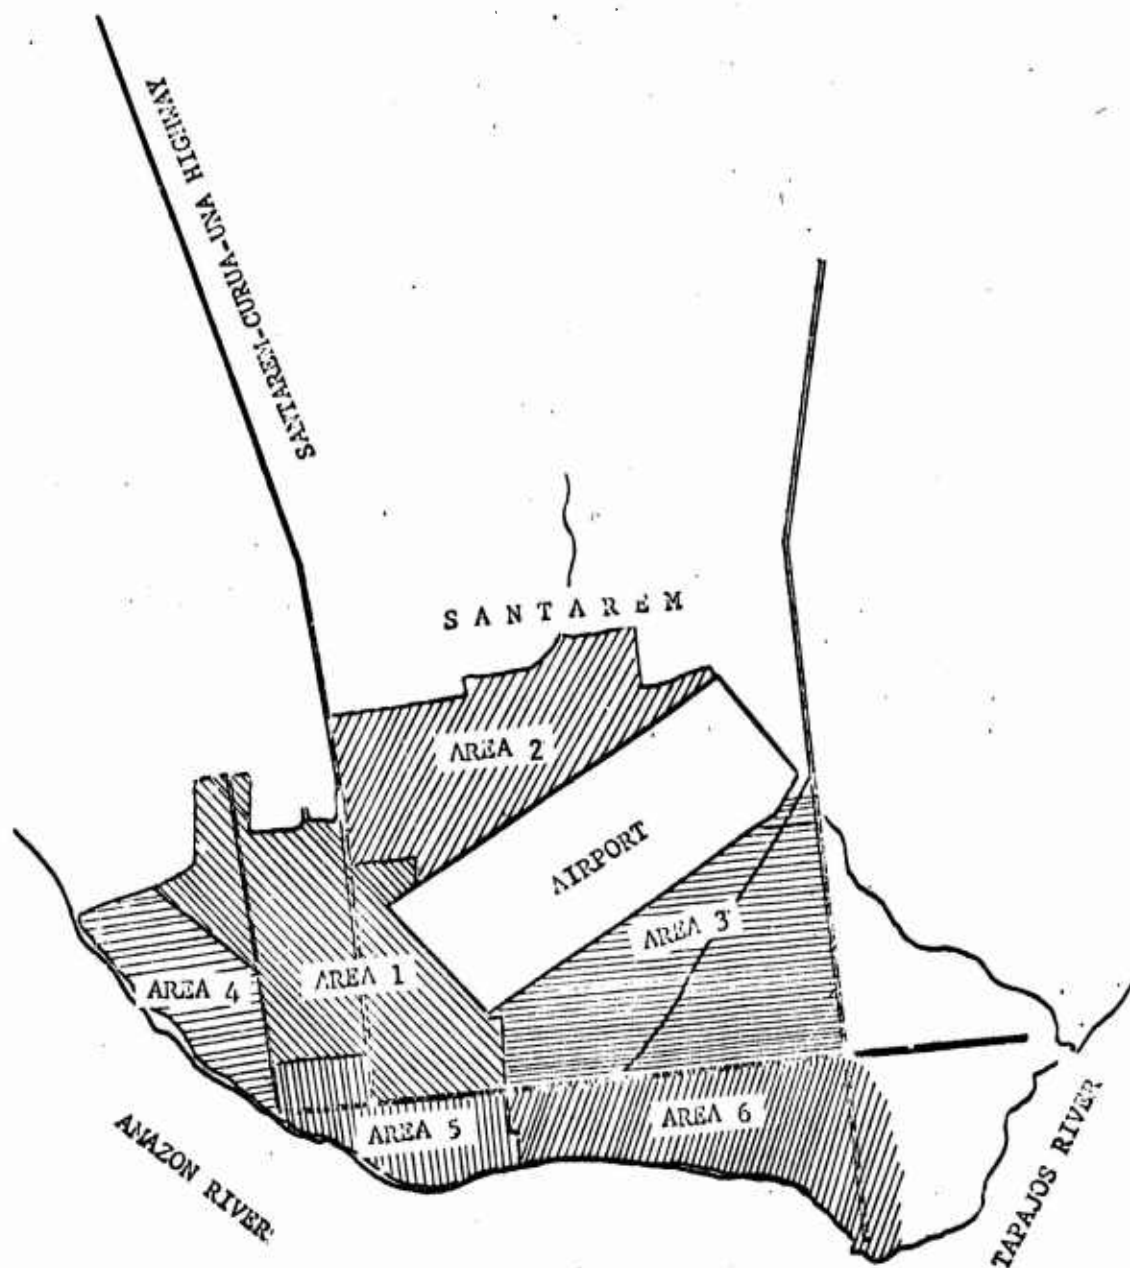 SANTAREM-CURUA-UNA HIGHWAY
SANTAREM
AREA 2
AIRPORT
AREA 3
AREA 1
AREA 4
AREA 6
AREA 5
AMAZON RIVER
TAPAJOS RIVER